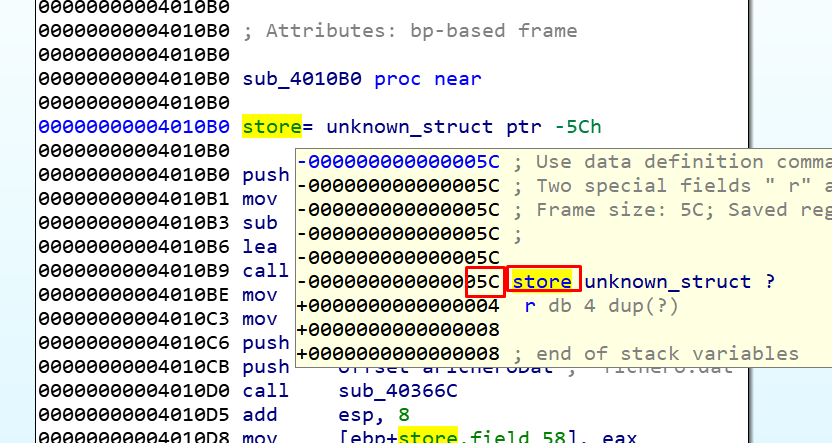 00000000004010B0
00000000004010B0 ; Attributes: bp-based frame
00000000004010B0
00000000004010B0 sub_4010B0 proc near
00000000004010B0
00000000004010B0 store= unknown_struct ptr -5Ch
00000000004010B0
00000000004010B0 push
00000000004010B1 mov
00000000004010B3 sub
00000000004010B6 lea
00000000004010B9 call
00000000004010BE mov
00000000004010C3 mov
00000000004010C6 push
00000000004010CB push
00000000004010D0 call sub_40366C
00000000004010D5 add esp, 8
00000000004010D8 mov [ebp+store.field_58], eax
-000000000000005C ; Use data definition comma
-000000000000005C ; Two special fields " r" a
-000000000000005C ; Frame size: 5C; Saved reg
-000000000000005C ;
-000000000000005C
-000000000000005C store unknown_struct ?
+0000000000000004 r db 4 dup(?)
+0000000000000008
+0000000000000008 ; end of stack variables